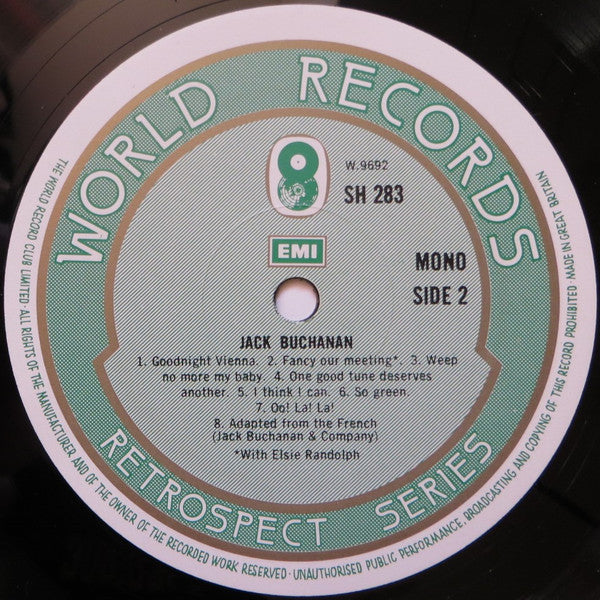 WORLD RECORDS
W.9692
SH 283
EMI
MONO
SIDE 2
JACK BUCHANAN
1. Goodnight Vienna. 2. Fancy our meeting*. 3. Weep
no more my baby. 4. One good tune deserves
another. 5. I think I can. 6. So green.
7. Oo! La! La!
8. Adapted from the French
(Jack Buchanan & Company)
*With Elsie Randolph
RETROSPECT SERIES
THE WORLD RECORD CLUB LIMITED · ALL RIGHTS OF THE MANUFACTURER AND OF THE OWNER OF THE RECORDED WORK RESERVED · UNAUTHORISED PUBLIC PERFORMANCE, BROADCASTING AND COPYING OF THIS RECORD PROHIBITED · MADE IN GREAT BRITAIN